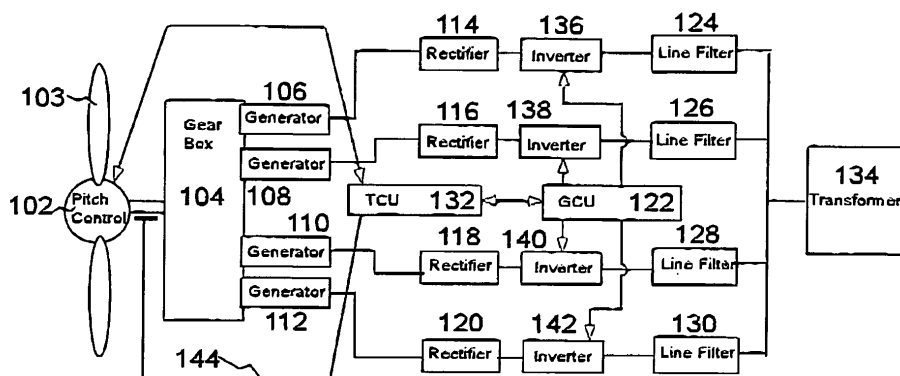 114
136
124
Rectifier
Inverter
Line Filter
103
106
Gear
Box
Generator
116
138
126
Rectifier
Inverter
Line Filter
Generator
104
108
102
Pitch
Control
TCU 132
GCU 122
134
Transformer
110
118
140
128
Generator
Rectifier
Inverter
Line Filter
Generator
112
120
142
130
144
Rectifier
Inverter
Line Filter